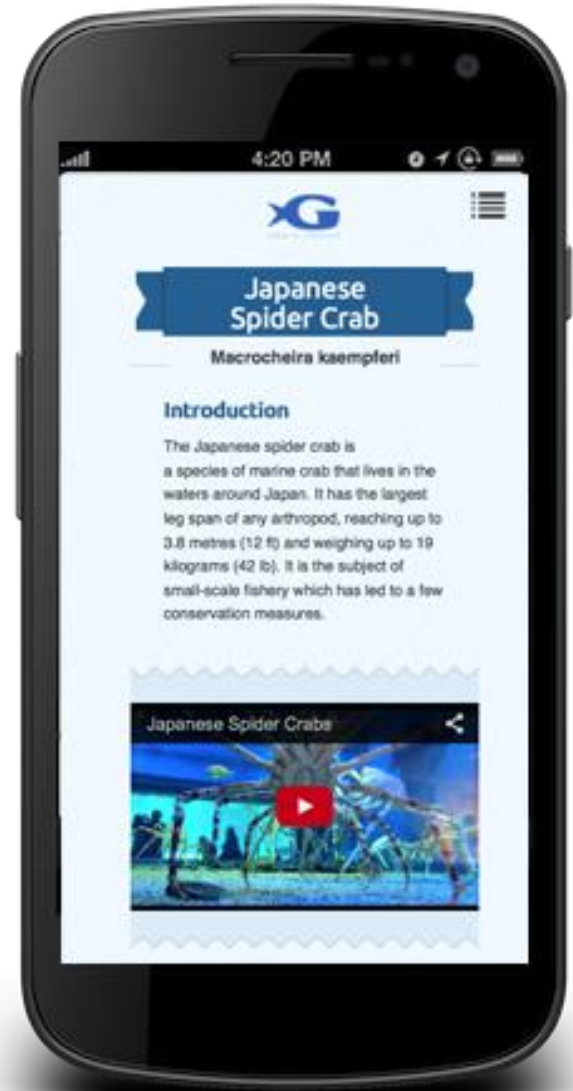 4:20 PM
G
Japanese
Spider Crab
Macrocheira kaempferi
Introduction
The Japanese spider crab is
a species of marine crab that lives in the
waters around Japan. It has the largest
leg span of any arthropod, reaching up to
3.8 metres (12 ft) and weighing up to 19
kilograms (42 lb). It is the subject of
small-scale fishery which has led to a few
conservation measures.
Japanese Spider Crabs